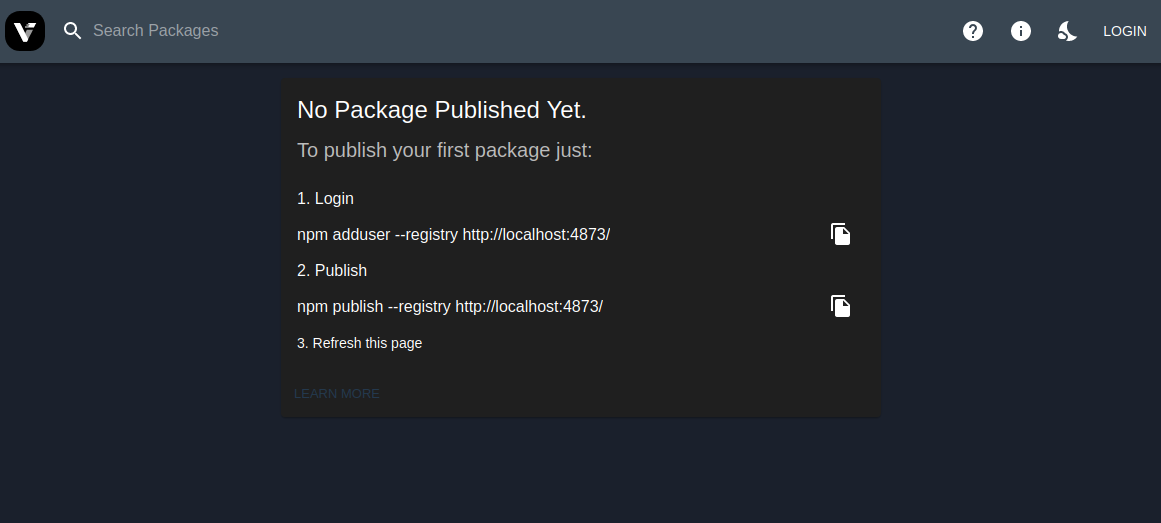 Search Packages
LOGIN
No Package Published Yet.
To publish your first package just:
1. Login
npm adduser --registry http://localhost:4873/
2. Publish
npm publish --registry http://localhost:4873/
3. Refresh this page
LEARN MORE